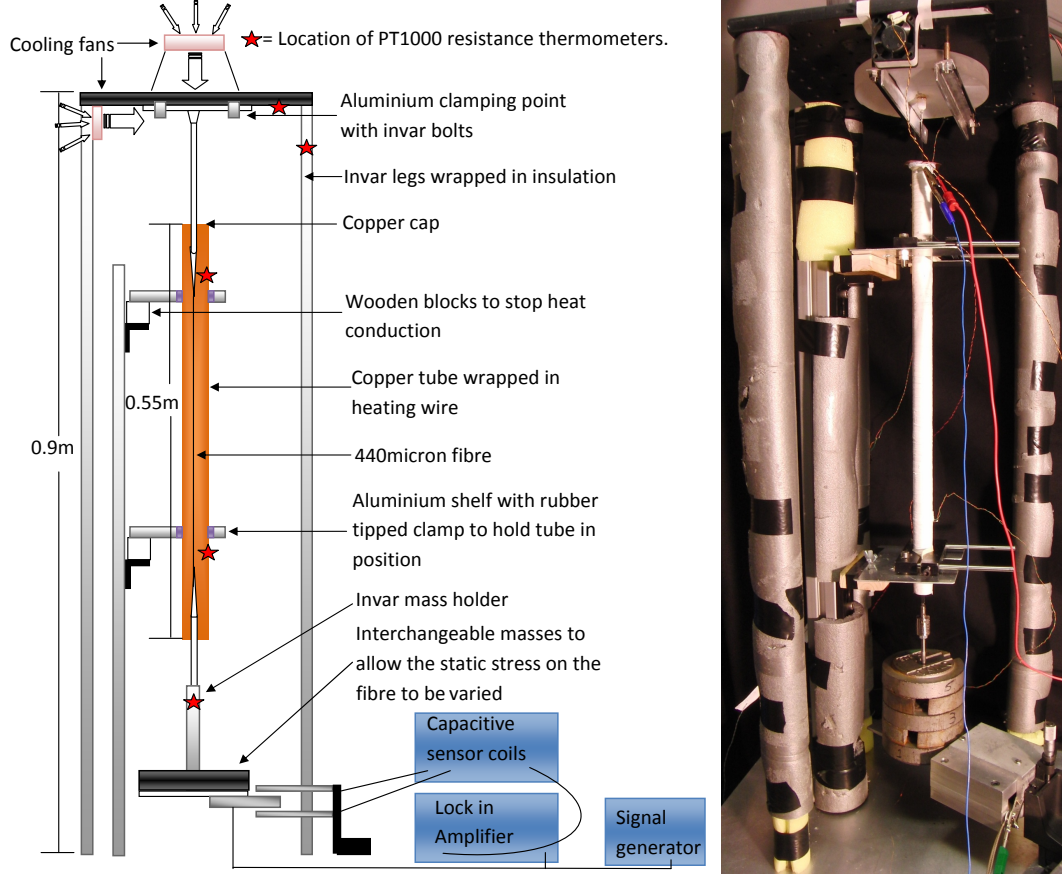 Cooling fans
= Location of PT1000 resistance thermometers.
Aluminium clamping point
with invar bolts
Invar legs wrapped in insulation
Copper cap
Wooden blocks to stop heat
conduction
Copper tube wrapped in
heating wire
0.55m
0.9m
440micron fibre
Aluminium shelf with rubber
tipped clamp to hold tube in
position
Invar mass holder
Interchangeable masses to
allow the static stress on the
fibre to be varied
Capacitive
sensor coils
Lock in
Amplifier
Signal
generator